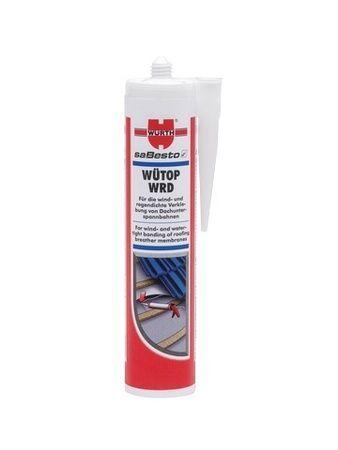 WÜRTH
saBesto
WÜTOP
WRD
Für die wind- und
regendichte Verkle-
bung von Dachunter-
spannbahnen
For wind- and water-
tight bonding of roofing
breather membranes